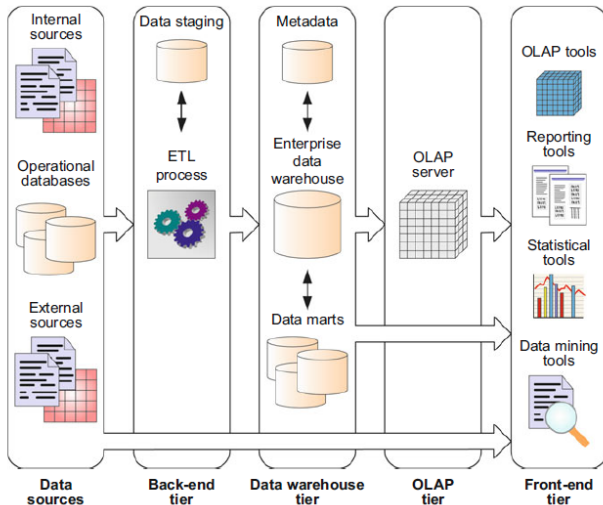 Internal
sources
Operational
databases
External
sources
Data
sources
Data staging
ETL
process
Back-end
tier
Metadata
Enterprise
data
warehouse
Data marts
Data warehouse
tier
OLAP
server
OLAP
tier
OLAP tools
Reporting
tools
Statistical
tools
Data mining
tools
Front-end
tier